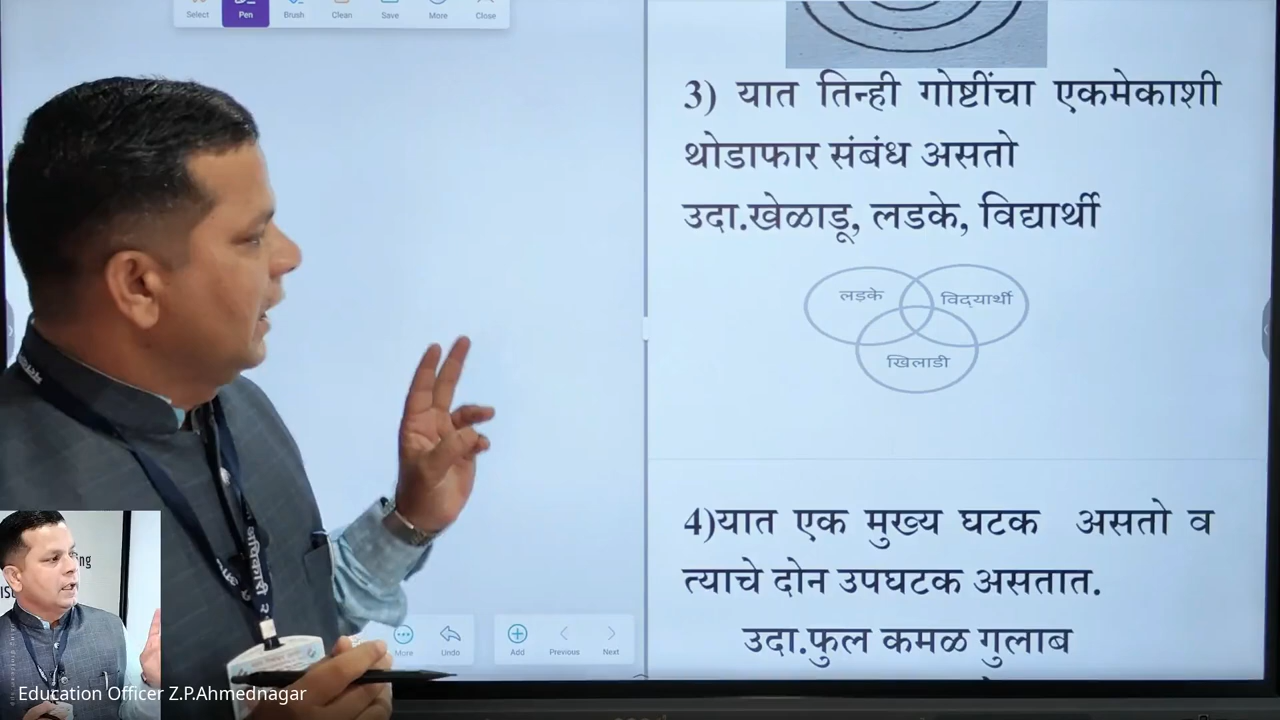 Select Pen Brush Clean Save More Close
3) यात तिन्ही गोष्टींचा एकमेकाशी
थोडाफार संबंध असतो
उदा.खेळाडू, लडके, विद्यार्थी
लड़के विद्यार्थी
खिलाडी
4)यात एक मुख्य घटक असतो व
त्याचे दोन उपघटक असतात.
उदा.फुल कमळ गुलाब
More Undo Add Previous Next
Education Officer Z.P.Ahmednagar